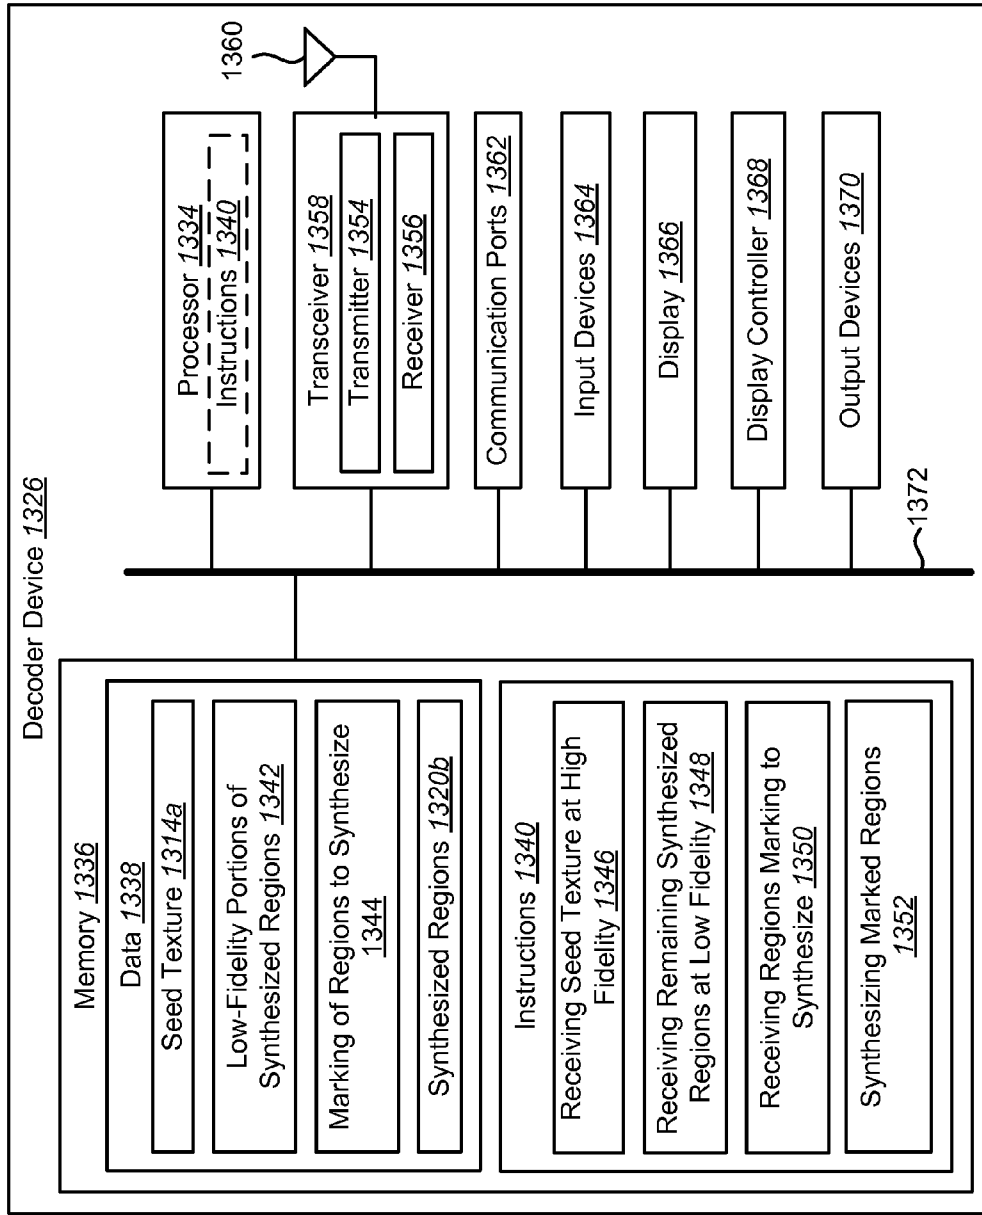 Decoder Device 1326
Memory 1336
Data 1338
Seed Texture 1314a
Low-Fidelity Portions of
Synthesized Regions 1342
Marking of Regions to Synthesize
1344
Synthesized Regions 1320b
Instructions 1340
Receiving Seed Texture at High
Fidelity 1346
Receiving Remaining Synthesized
Regions at Low Fidelity 1348
Receiving Regions Marking to
Synthesize 1350
Synthesizing Marked Regions
1352
Processor 1334
Instructions 1340
Transceiver 1358
Transmitter 1354
Receiver 1356
1360
Communication Ports 1362
Input Devices 1364
Display 1366
Display Controller 1368
Output Devices 1370
1372